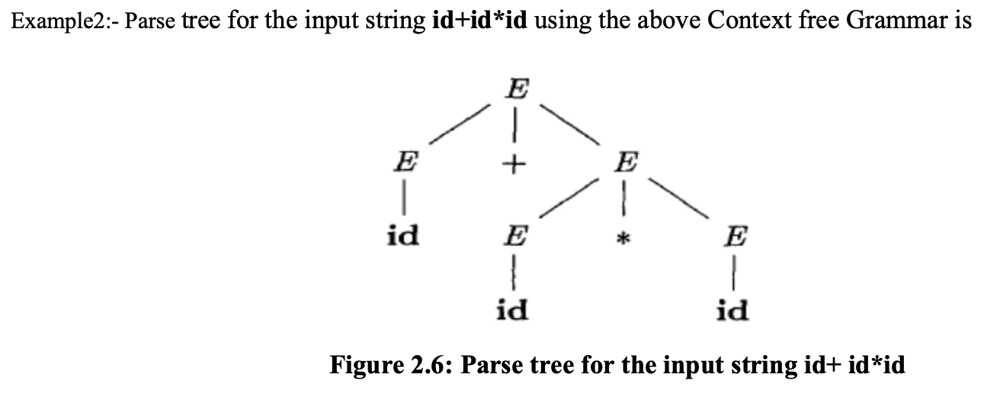 Example2:- Parse tree for the input string id+id*id using the above Context free Grammar is
E
E + E
id E * E
id id
Figure 2.6: Parse tree for the input string id+ id*id